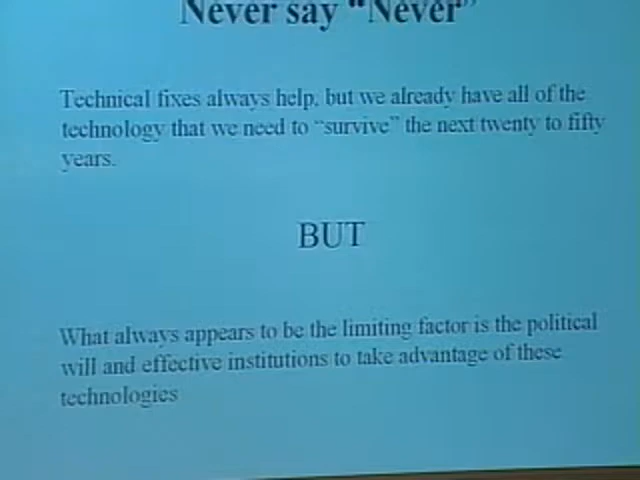 Never say "Never"
Technical fixes always help, but we already have all of the
technology that we need to "survive" the next twenty to fifty
years.
BUT
What always appears to be the limiting factor is the political
will and effective institutions to take advantage of these
technologies